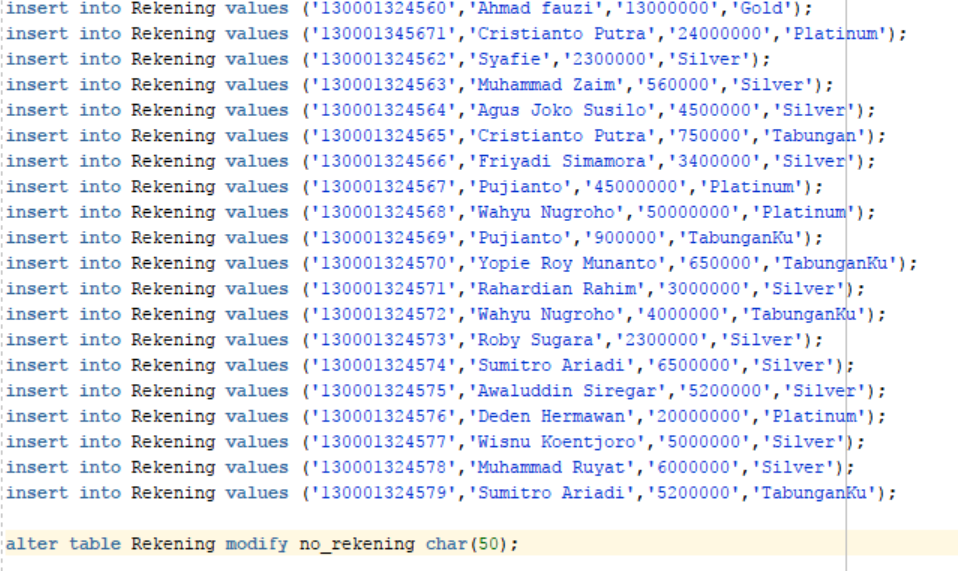 insert into Rekening values ('130001324560','Ahmad fauzi','13000000','Gold');
insert into Rekening values ('130001345671','Cristianto Putra','24000000','Platinum');
insert into Rekening values ('130001324562','Syafie','2300000','Silver');
insert into Rekening values ('130001324563','Muhammad Zaim','560000','Silver');
insert into Rekening values ('130001324564','Agus Joko Susilo','4500000','Silver');
insert into Rekening values ('130001324565','Cristianto Putra','750000','Tabungan');
insert into Rekening values ('130001324566','Friyadi Simamora','3400000','Silver');
insert into Rekening values ('130001324567','Pujianto','45000000','Platinum');
insert into Rekening values ('130001324568','Wahyu Nugroho','50000000','Platinum');
insert into Rekening values ('130001324569','Pujianto','900000','TabunganKu');
insert into Rekening values ('130001324570','Yopie Roy Munanto','650000','TabunganKu');
insert into Rekening values ('130001324571','Rahardian Rahim','3000000','Silver');
insert into Rekening values ('130001324572','Wahyu Nugroho','4000000','TabunganKu');
insert into Rekening values ('130001324573','Roby Sugara','2300000','Silver');
insert into Rekening values ('130001324574','Sumitro Ariadi','6500000','Silver');
insert into Rekening values ('130001324575','Awaluddin Siregar','5200000','Silver');
insert into Rekening values ('130001324576','Deden Hermawan','20000000','Platinum');
insert into Rekening values ('130001324577','Wisnu Koentjoro','5000000','Silver');
insert into Rekening values ('130001324578','Muhammad Ruyat','6000000','Silver');
insert into Rekening values ('130001324579','Sumitro Ariadi','5200000','TabunganKu');
alter table Rekening modify no_rekening char(50);